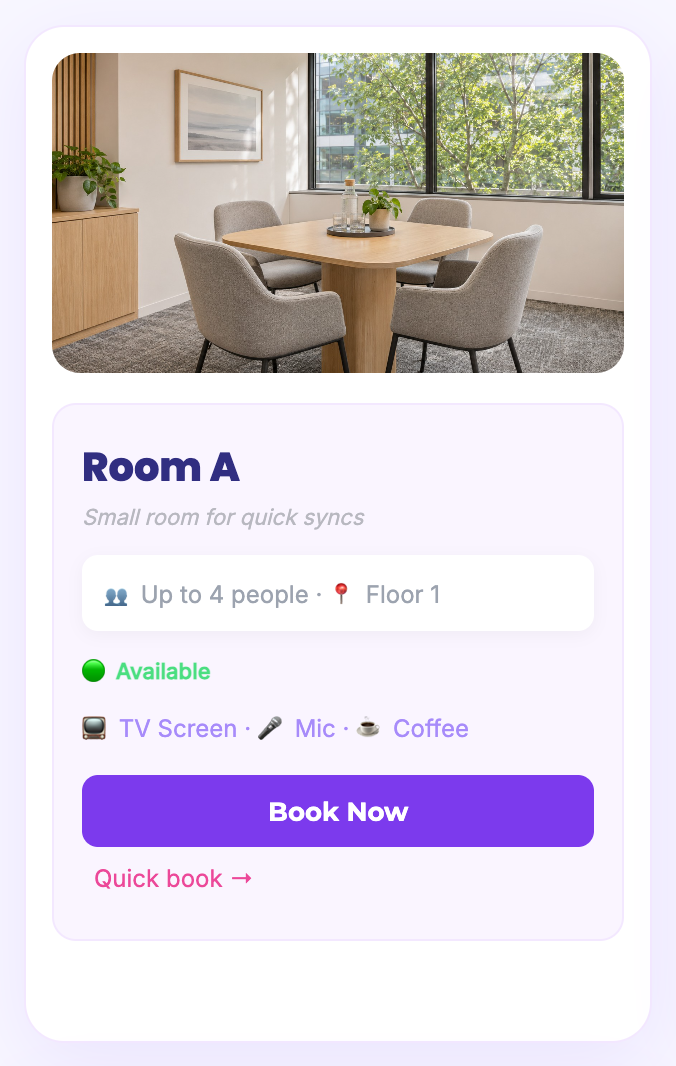 Room A
Small room for quick syncs
👥 Up to 4 people · 📍 Floor 1
🟢 Available
📺 TV Screen · 🎤 Mic · ☕ Coffee
Book Now
Quick book →